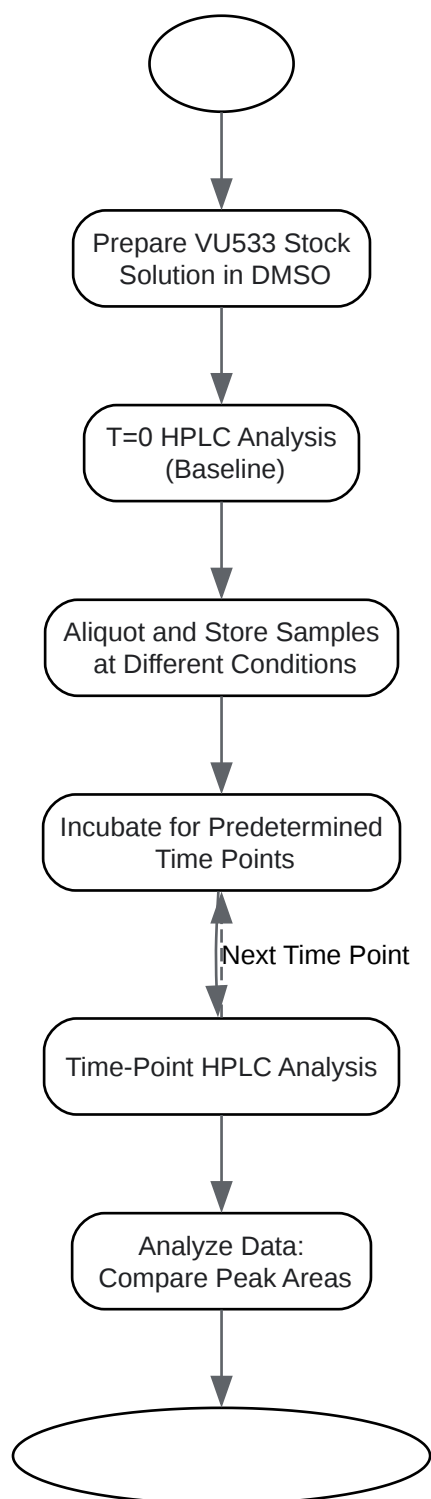 Prepare VU533 Stock
Solution in DMSO
T=0 HPLC Analysis
(Baseline)
Aliquot and Store Samples
at Different Conditions
Incubate for Predetermined
Time Points
Next Time Point
Time-Point HPLC Analysis
Analyze Data:
Compare Peak Areas